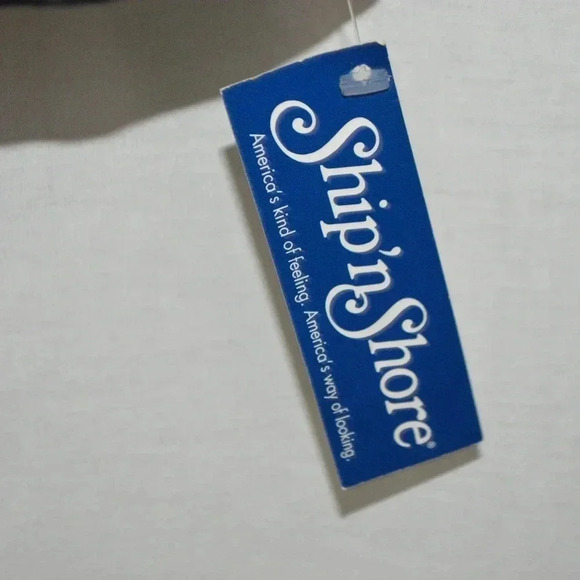 Ship'n Shore®
America's kind of feeling. America's way of looking.